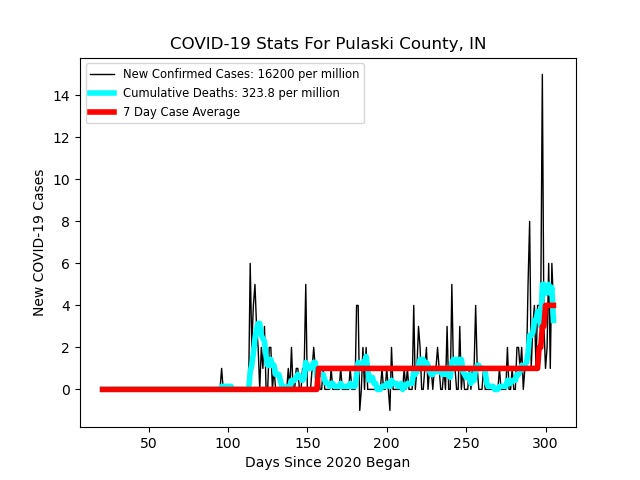 COVID-19 Stats For Pulaski County, IN
New Confirmed Cases: 16200 per million
Cumulative Deaths: 323.8 per million
7 Day Case Average
New COVID-19 Cases
14
12
10
8
6
4
2
0
50 100 150 200 250 300
Days Since 2020 Began